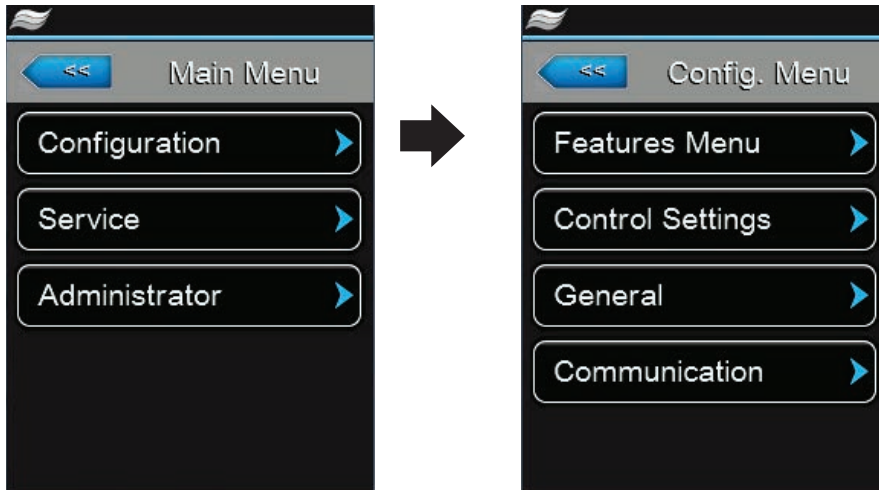 << Main Menu
Configuration
Service
Administrator
<< Config. Menu
Features Menu
Control Settings
General
Communication